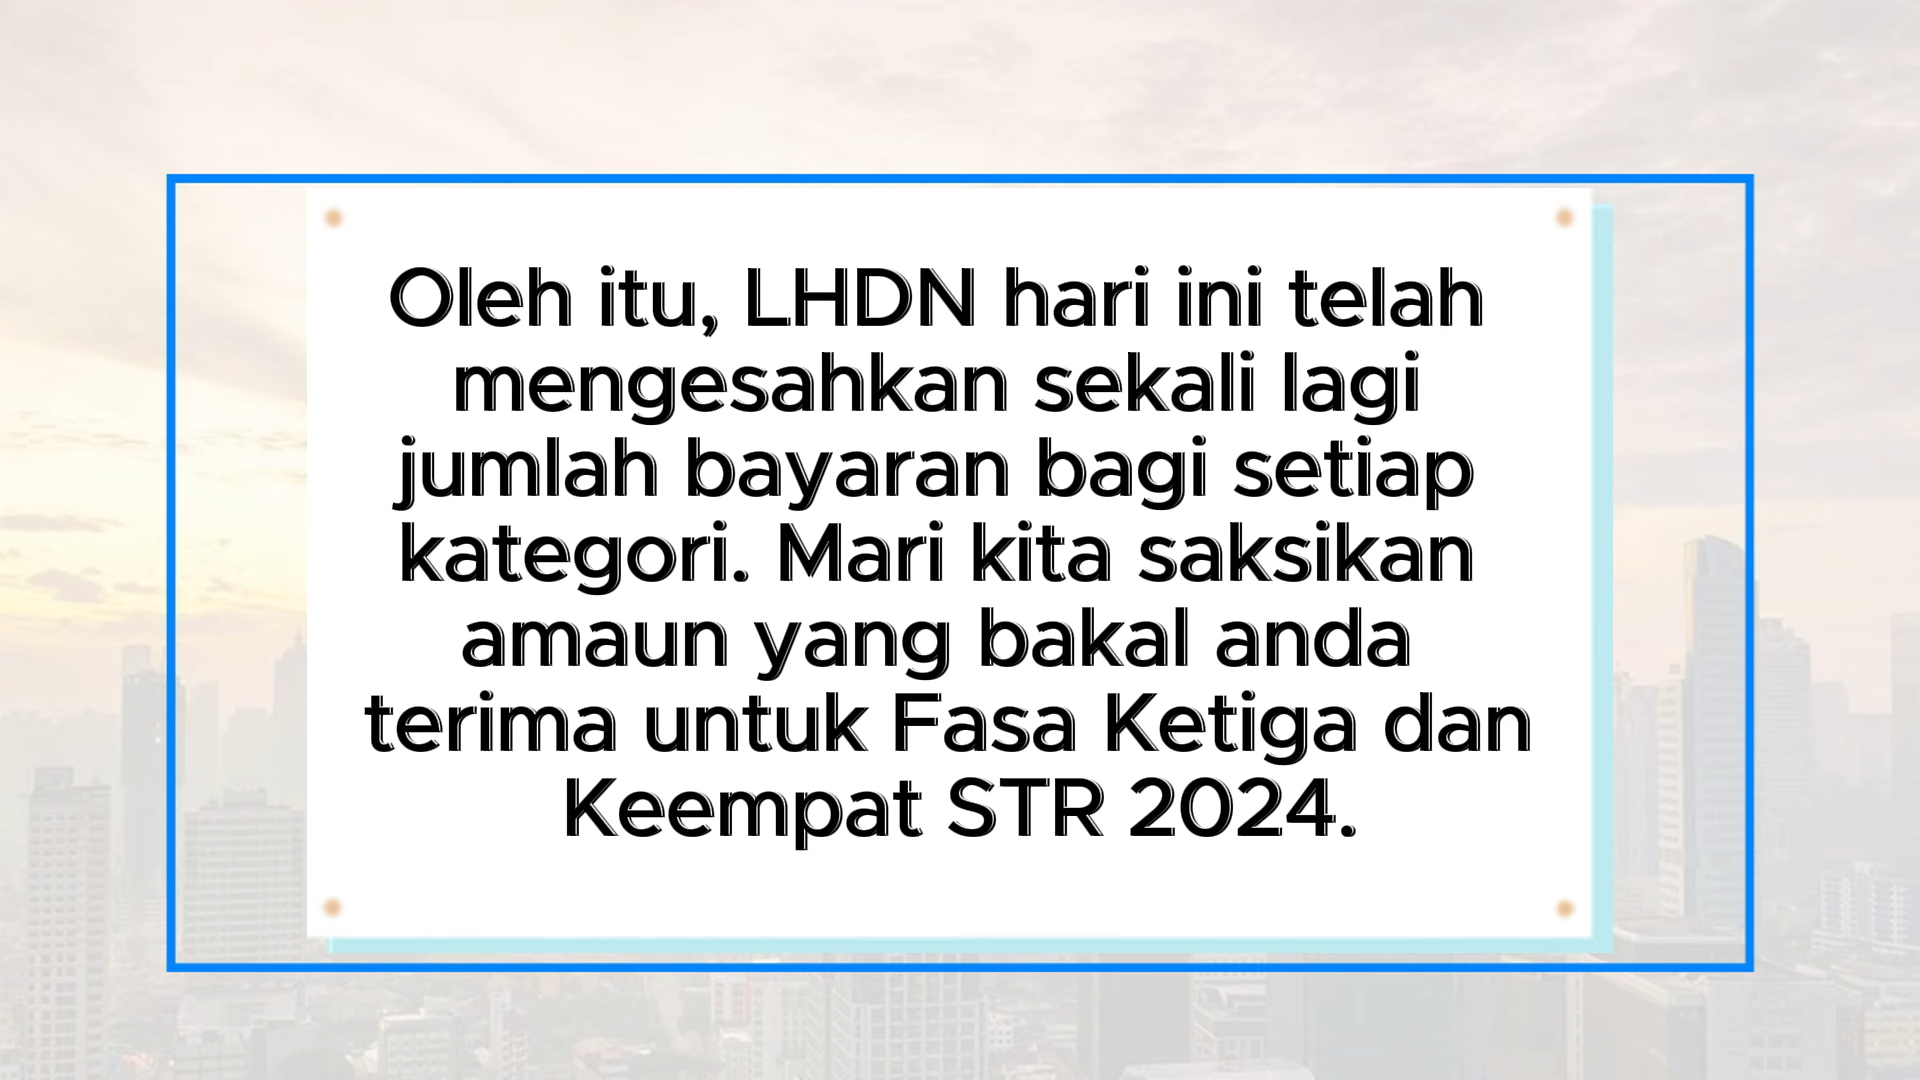 Oleh itu, LHDN hari ini telah
mengesahkan sekali lagi
jumlah bayaran bagi setiap
kategori. Mari kita saksikan
amaun yang bakal anda
terima untuk Fasa Ketiga dan
Keempat STR 2024.